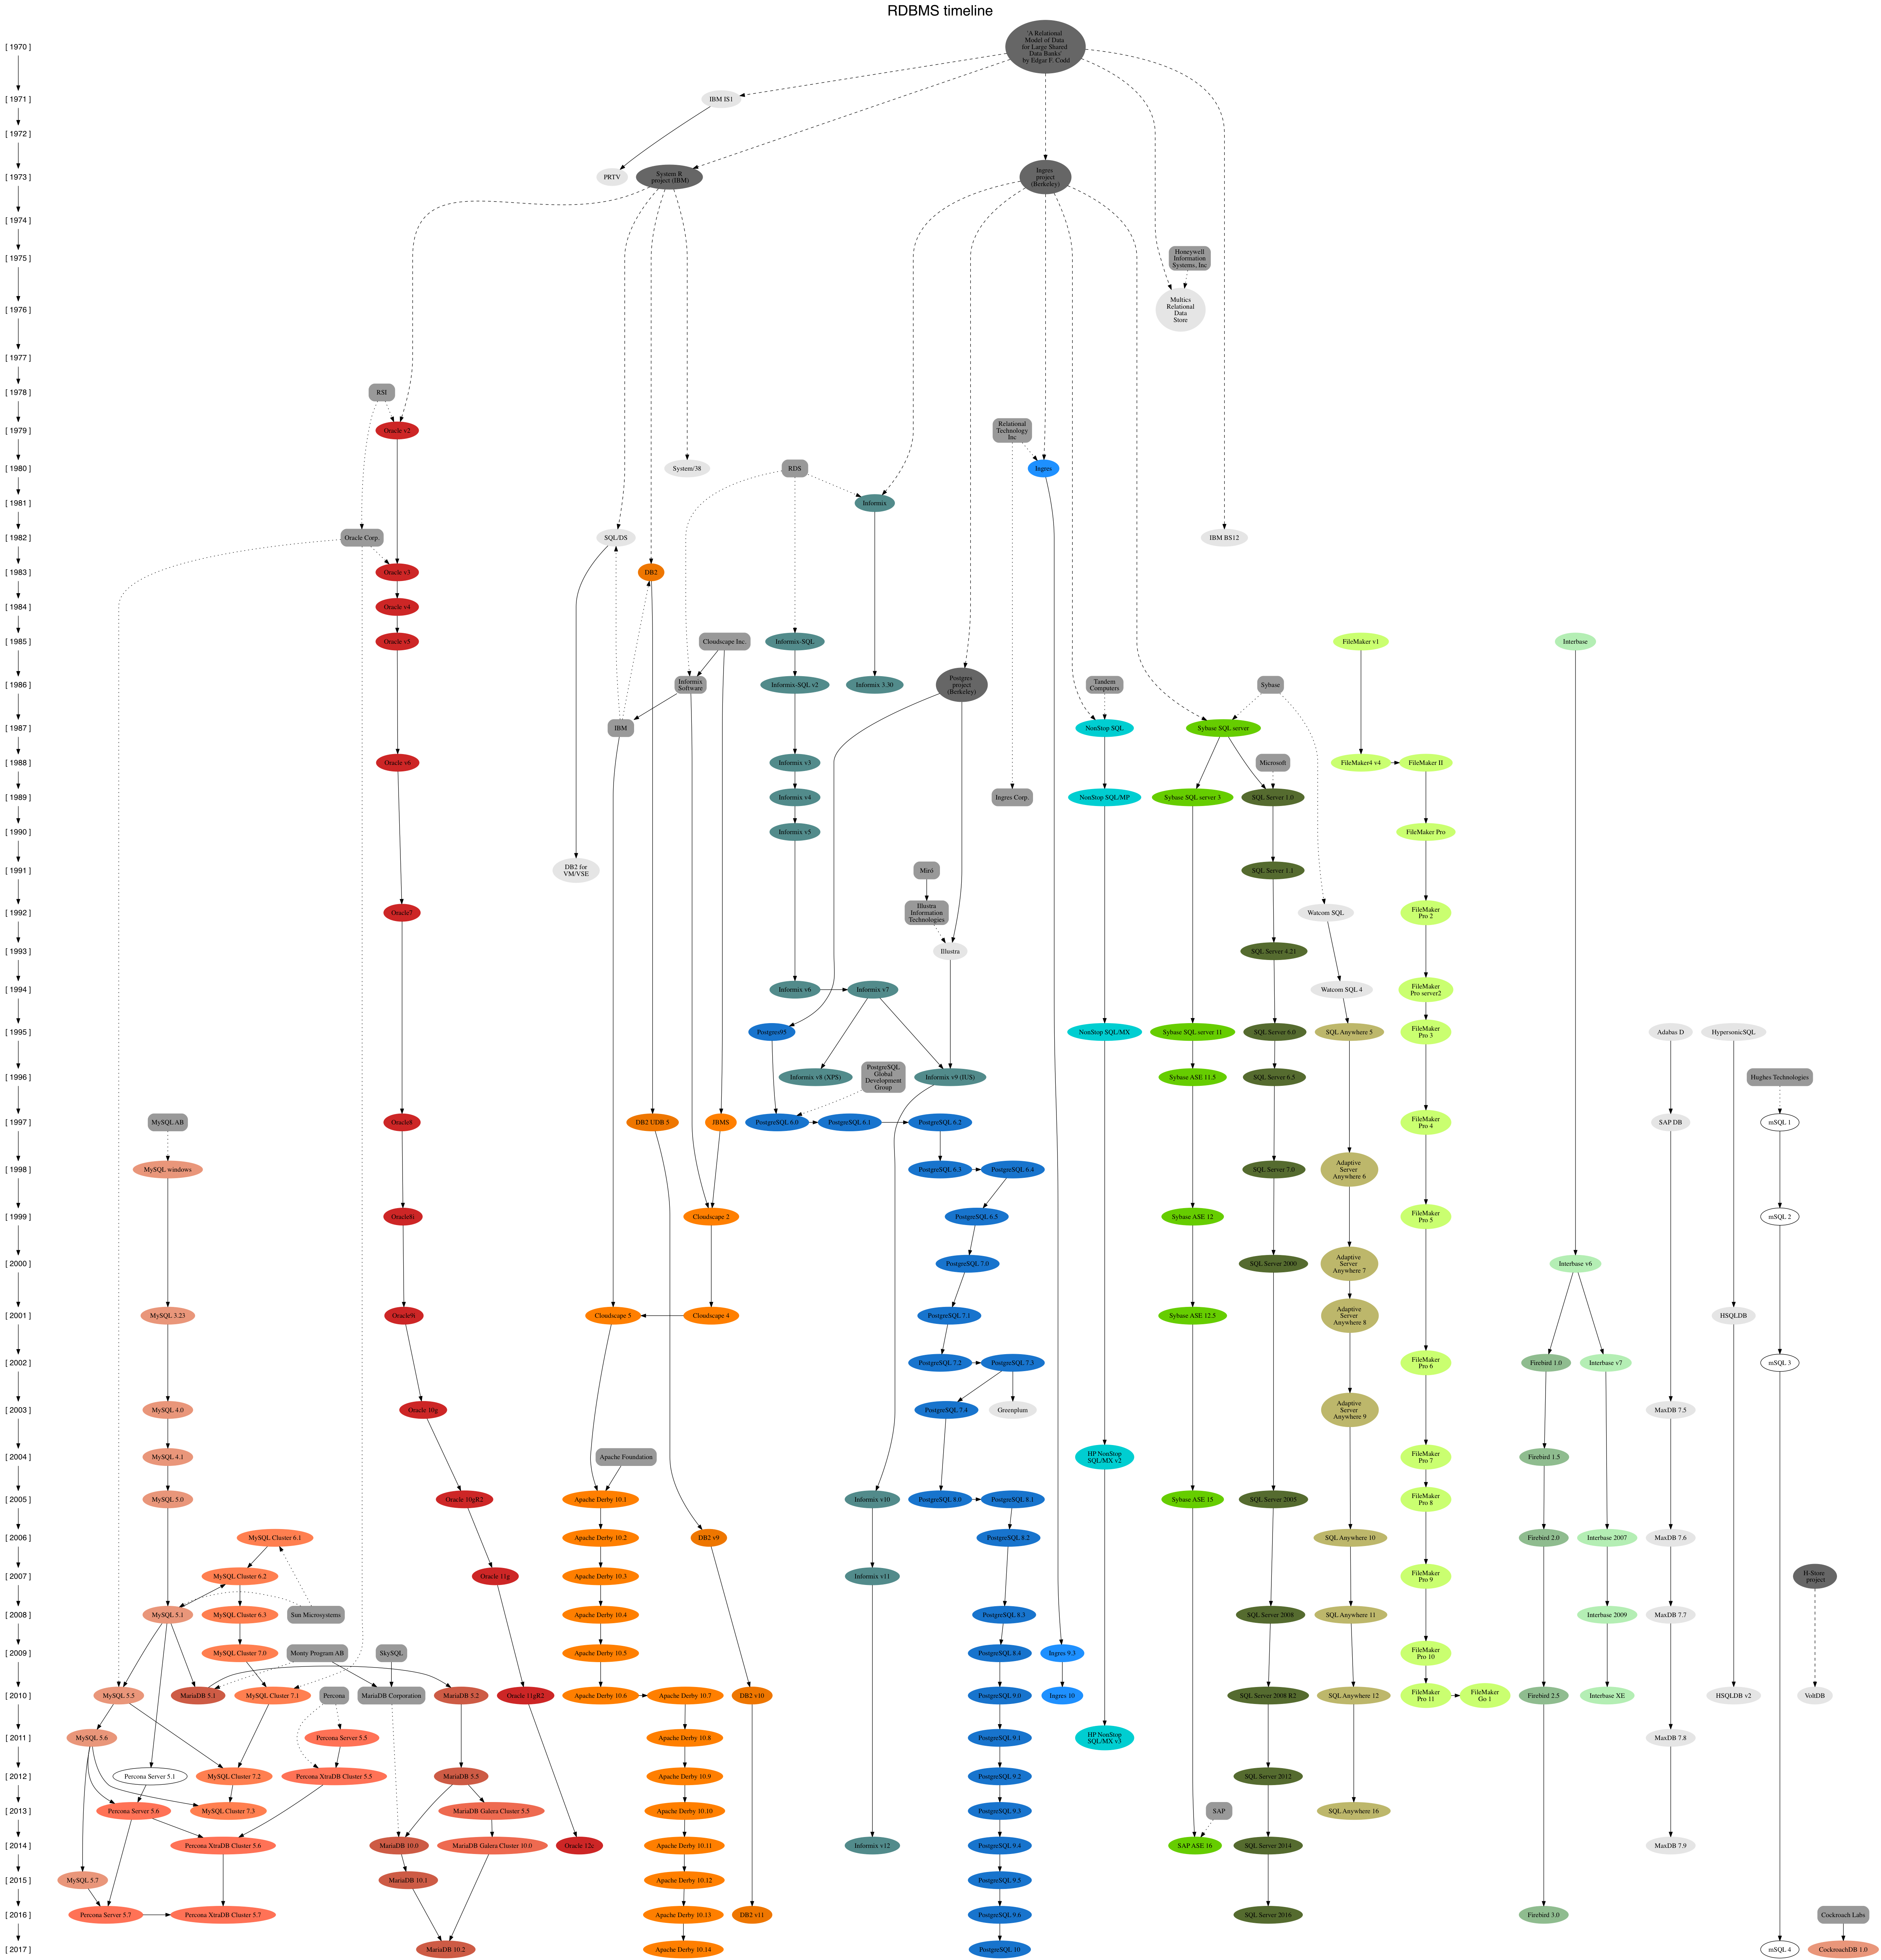 RDBMS timeline
'A Relational
Model of Data
for Large Shared
Data Banks'
by Edgar F. Codd
[ 1970 ]
[ 1971 ]
IBM IS1
[ 1972 ]
[ 1973 ]
PRTV
System R
project (IBM)
Ingres
project
(Berkeley)
[ 1974 ]
[ 1975 ]
Honeywell
Information
Systems, Inc
[ 1976 ]
Multics
Relational
Data
Store
[ 1977 ]
[ 1978 ]
RSI
[ 1979 ]
Oracle v2
Relational
Technology
Inc
[ 1980 ]
System/38
RDS
Ingres
[ 1981 ]
Informix
[ 1982 ]
Oracle Corp.
SQL/DS
IBM BS12
[ 1983 ]
Oracle v3
DB2
[ 1984 ]
Oracle v4
[ 1985 ]
Oracle v5
Cloudscape Inc.
Informix-SQL
FileMaker v1
Interbase
[ 1986 ]
Informix
Software
Informix-SQL v2
Informix 3.30
Postgres
project
(Berkeley)
Tandem
Computers
Sybase
[ 1987 ]
IBM
NonStop SQL
Sybase SQL server
[ 1988 ]
Oracle v6
Informix v3
Microsoft
FileMaker4 v4
FileMaker II
[ 1989 ]
Informix v4
Ingres Corp.
NonStop SQL/MP
Sybase SQL server 3
SQL Server 1.0
[ 1990 ]
Informix v5
FileMaker Pro
[ 1991 ]
DB2 for
VM/VSE
Miró
SQL Server 1.1
[ 1992 ]
Oracle7
Illustra
Information
Technologies
Watcom SQL
FileMaker
Pro 2
[ 1993 ]
Illustra
SQL Server 4.21
[ 1994 ]
Informix v6
Informix v7
Watcom SQL 4
FileMaker
Pro server2
[ 1995 ]
Postgres95
NonStop SQL/MX
Sybase SQL server 11
SQL Server 6.0
SQL Anywhere 5
FileMaker
Pro 3
Adabas D
HypersonicSQL
[ 1996 ]
Informix v8 (XPS)
PostgreSQL
Global
Development
Group
Informix v9 (IUS)
Sybase ASE 11.5
SQL Server 6.5
Hughes Technologies
[ 1997 ]
MySQL AB
Oracle8
DB2 UDB 5
JBMS
PostgreSQL 6.0
PostgreSQL 6.1
PostgreSQL 6.2
FileMaker
Pro 4
SAP DB
mSQL 1
[ 1998 ]
MySQL windows
PostgreSQL 6.3
PostgreSQL 6.4
SQL Server 7.0
Adaptive
Server
Anywhere 6
[ 1999 ]
Oracle8i
Cloudscape 2
PostgreSQL 6.5
Sybase ASE 12
FileMaker
Pro 5
mSQL 2
[ 2000 ]
PostgreSQL 7.0
SQL Server 2000
Adaptive
Server
Anywhere 7
Interbase v6
[ 2001 ]
MySQL 3.23
Oracle9i
Cloudscape 5
Cloudscape 4
PostgreSQL 7.1
Sybase ASE 12.5
Adaptive
Server
Anywhere 8
HSQLDB
[ 2002 ]
PostgreSQL 7.2
PostgreSQL 7.3
FileMaker
Pro 6
Firebird 1.0
Interbase v7
mSQL 3
[ 2003 ]
MySQL 4.0
Oracle 10g
PostgreSQL 7.4
Greenplum
Adaptive
Server
Anywhere 9
MaxDB 7.5
[ 2004 ]
MySQL 4.1
Apache Foundation
HP NonStop
SQL/MX v2
FileMaker
Pro 7
Firebird 1.5
[ 2005 ]
MySQL 5.0
Oracle 10gR2
Apache Derby 10.1
Informix v10
PostgreSQL 8.0
PostgreSQL 8.1
Sybase ASE 15
SQL Server 2005
FileMaker
Pro 8
[ 2006 ]
MySQL Cluster 6.1
Apache Derby 10.2
DB2 v9
PostgreSQL 8.2
SQL Anywhere 10
Firebird 2.0
Interbase 2007
MaxDB 7.6
[ 2007 ]
MySQL Cluster 6.2
Oracle 11g
Apache Derby 10.3
Informix v11
FileMaker
Pro 9
H-Store
project
[ 2008 ]
MySQL 5.1
MySQL Cluster 6.3
Sun Microsystems
Apache Derby 10.4
PostgreSQL 8.3
SQL Server 2008
SQL Anywhere 11
Interbase 2009
MaxDB 7.7
[ 2009 ]
MySQL Cluster 7.0
Monty Program AB
SkySQL
Apache Derby 10.5
PostgreSQL 8.4
Ingres 9.3
FileMaker
Pro 10
[ 2010 ]
MySQL 5.5
MariaDB 5.1
MySQL Cluster 7.1
Percona
MariaDB Corporation
MariaDB 5.2
Oracle 11gR2
Apache Derby 10.6
Apache Derby 10.7
DB2 v10
PostgreSQL 9.0
Ingres 10
SQL Server 2008 R2
SQL Anywhere 12
FileMaker
Pro 11
FileMaker
Go 1
Firebird 2.5
Interbase XE
HSQLDB v2
VoltDB
[ 2011 ]
MySQL 5.6
Percona Server 5.5
Apache Derby 10.8
PostgreSQL 9.1
HP NonStop
SQL/MX v3
MaxDB 7.8
[ 2012 ]
Percona Server 5.1
MySQL Cluster 7.2
Percona XtraDB Cluster 5.5
MariaDB 5.5
Apache Derby 10.9
PostgreSQL 9.2
SQL Server 2012
[ 2013 ]
Percona Server 5.6
MySQL Cluster 7.3
MariaDB Galera Cluster 5.5
Apache Derby 10.10
PostgreSQL 9.3
SAP
SQL Anywhere 16
[ 2014 ]
Percona XtraDB Cluster 5.6
MariaDB 10.0
MariaDB Galera Cluster 10.0
Oracle 12c
Apache Derby 10.11
Informix v12
PostgreSQL 9.4
SAP ASE 16
SQL Server 2014
MaxDB 7.9
[ 2015 ]
MySQL 5.7
MariaDB 10.1
Apache Derby 10.12
PostgreSQL 9.5
[ 2016 ]
Percona Server 5.7
Percona XtraDB Cluster 5.7
Apache Derby 10.13
DB2 v11
PostgreSQL 9.6
SQL Server 2016
Firebird 3.0
Cockroach Labs
[ 2017 ]
MariaDB 10.2
Apache Derby 10.14
PostgreSQL 10
mSQL 4
CockroachDB 1.0